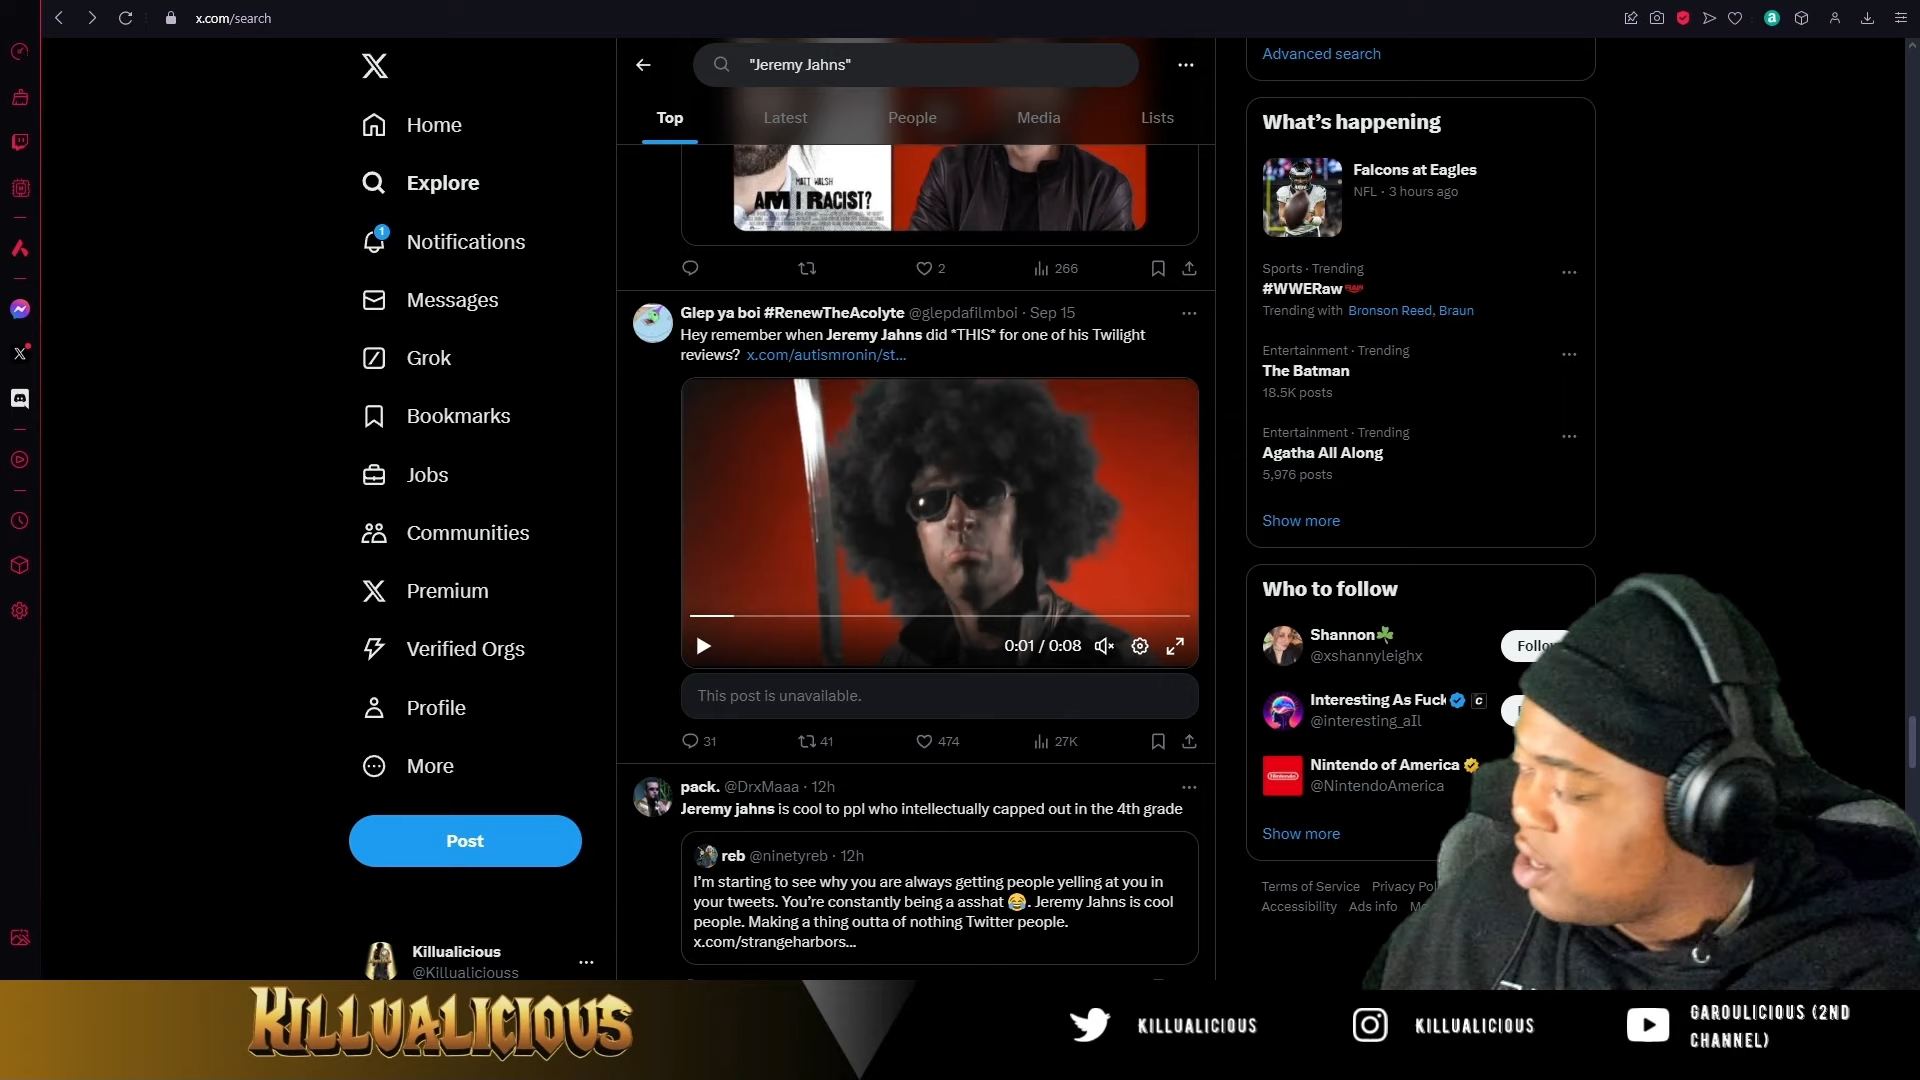 x.com/search
"Jeremy Jahns"
Top
Latest
People
Media
Lists
Home
Explore
1
Notifications
Messages
Grok
Bookmarks
Jobs
Communities
Premium
Verified Orgs
Profile
More
Post
Killualicious
@Killualiciouss
MATT WALSH
AM I RACIST?
2
266
Glep ya boi #RenewTheAcolyte @glepdafilmboi · Sep 15
Hey remember when Jeremy Jahns did *THIS* for one of his Twilight
reviews? x.com/autismronin/st...
0:01 / 0:08
This post is unavailable.
31
41
474
27K
pack. @DrxMaaa · 12h
Jeremy jahns is cool to ppl who intellectually capped out in the 4th grade
reb @ninetyreb · 12h
I'm starting to see why you are always getting people yelling at you in
your tweets. You're constantly being a asshat 😂. Jeremy Jahns is cool
people. Making a thing outta of nothing Twitter people.
x.com/strangeharbors...
Advanced search
What's happening
Falcons at Eagles
NFL · 3 hours ago
Sports · Trending
#WWERaw
Trending with Bronson Reed, Braun
Entertainment · Trending
The Batman
18.5K posts
Entertainment · Trending
Agatha All Along
5,976 posts
Show more
Who to follow
Shannon☘️
@xshannyleighx
Follow
Interesting As Fuck
@interesting_aIl
Nintendo of America
@NintendoAmerica
Nintendo
Show more
Terms of Service Privacy Pol
Accessibility Ads info Mo
KILLUALICIOUS
KILLUALICIOUS
KILLUALICIOUS
GAROULICIOUS (2ND
CHANNEL)